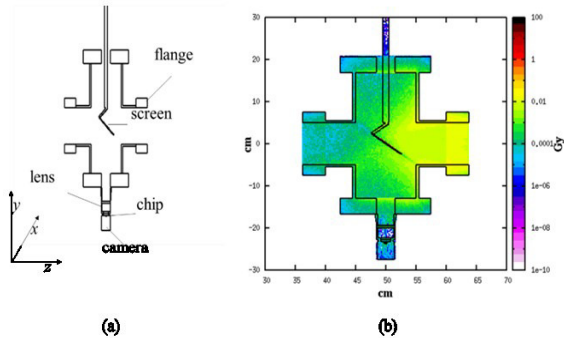 flange
screen
lens
chip
camera
y
x
z
(a)
30
20
10
0
-10
-20
-30
cm
30 35 40 45 50 55 60 65 70
cm
100
1
0,01
0,0001
1e-06
1e-08
1e-10
Gy
(b)